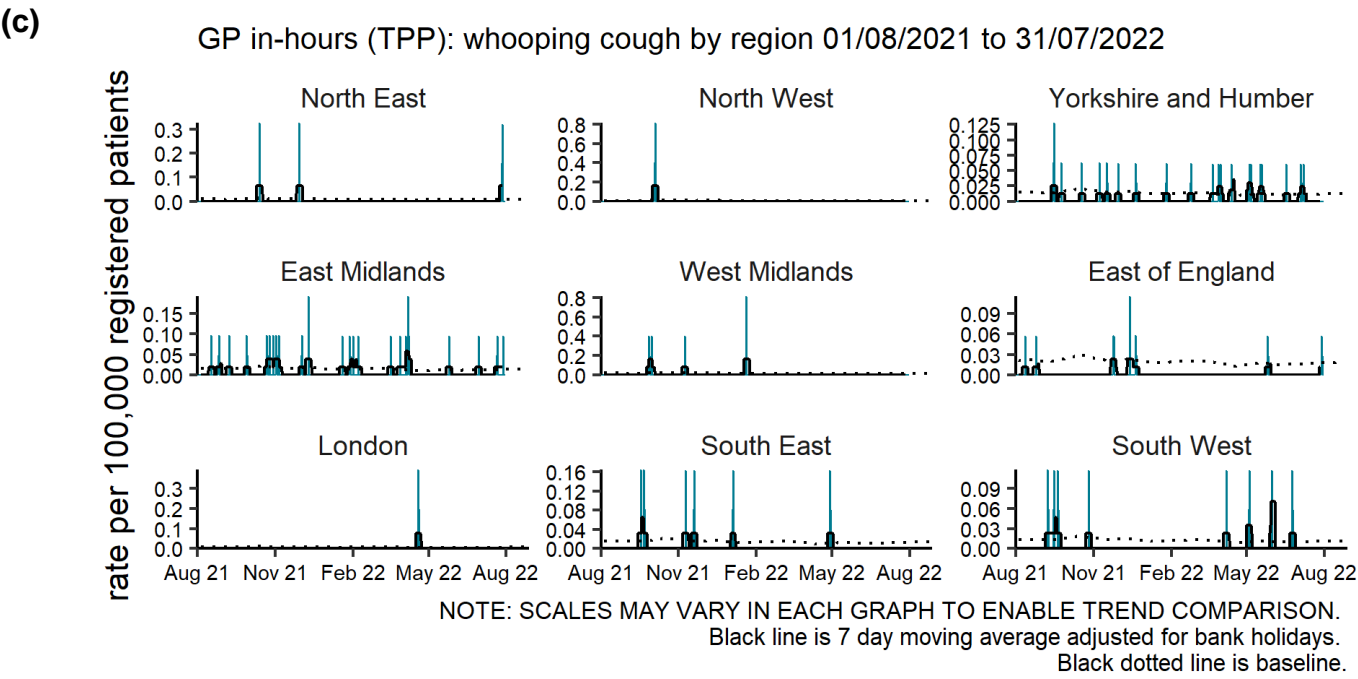 (c)
GP in-hours (TPP): whooping cough by region 01/08/2021 to 31/07/2022
rate per 100,000 registered patients
North East
0.3
0.2
0.1
0.0
North West
0.8
0.6
0.4
0.2
0.0
Yorkshire and Humber
0.125
0.100
0.075
0.050
0.025
0.000
East Midlands
0.15
0.10
0.05
0.00
West Midlands
0.8
0.6
0.4
0.2
0.0
East of England
0.09
0.06
0.03
0.00
London
0.3
0.2
0.1
0.0
Aug 21 Nov 21 Feb 22 May 22 Aug 22
South East
0.16
0.12
0.08
0.04
0.00
Aug 21 Nov 21 Feb 22 May 22 Aug 22
South West
0.09
0.06
0.03
0.00
Aug 21 Nov 21 Feb 22 May 22 Aug 22
NOTE: SCALES MAY VARY IN EACH GRAPH TO ENABLE TREND COMPARISON.
Black line is 7 day moving average adjusted for bank holidays.
Black dotted line is baseline.